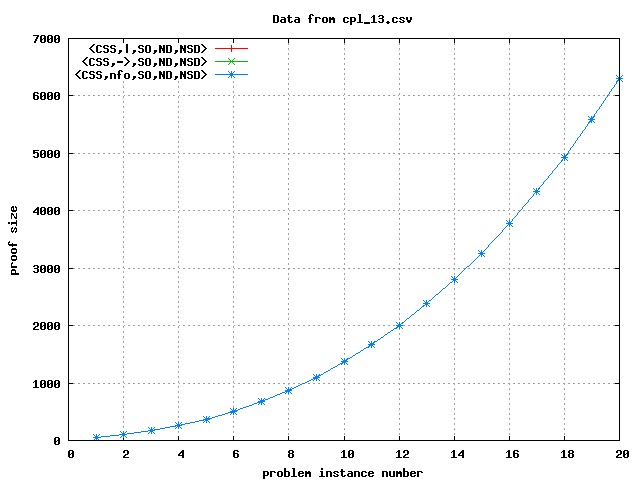 Data from cpl_13.csv
<CSS,l,SO,ND,NSD>
<CSS,->,SO,ND,NSD>
<CSS,nfo,SO,ND,NSD>
7000
6000
5000
4000
3000
2000
1000
0
proof size
0 2 4 6 8 10 12 14 16 18 20
problem instance number